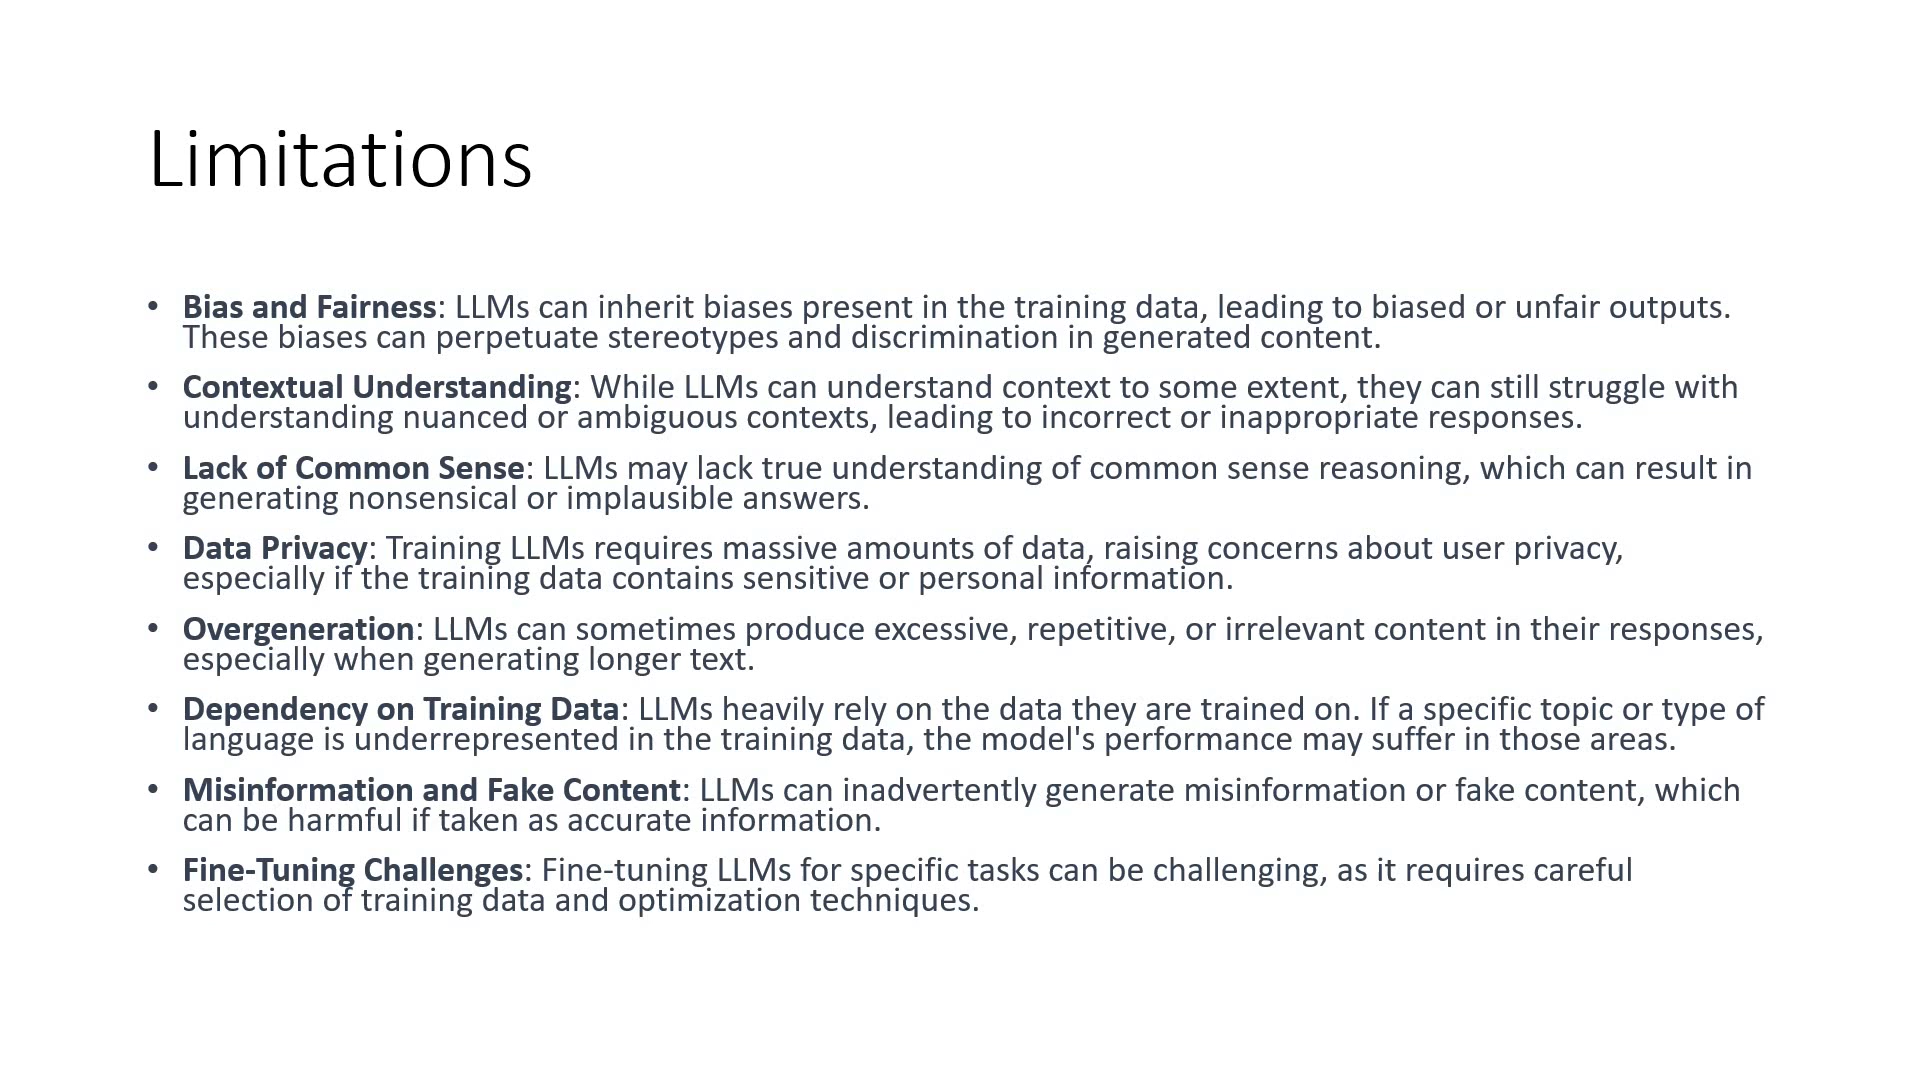 Limitations
• Bias and Fairness: LLMs can inherit biases present in the training data, leading to biased or unfair outputs.
These biases can perpetuate stereotypes and discrimination in generated content.
• Contextual Understanding: While LLMs can understand context to some extent, they can still struggle with
understanding nuanced or ambiguous contexts, leading to incorrect or inappropriate responses.
• Lack of Common Sense: LLMs may lack true understanding of common sense reasoning, which can result in
generating nonsensical or implausible answers.
• Data Privacy: Training LLMs requires massive amounts of data, raising concerns about user privacy,
especially if the training data contains sensitive or personal information.
• Overgeneration: LLMs can sometimes produce excessive, repetitive, or irrelevant content in their responses,
especially when generating longer text.
• Dependency on Training Data: LLMs heavily rely on the data they are trained on. If a specific topic or type of
language is underrepresented in the training data, the model's performance may suffer in those areas.
• Misinformation and Fake Content: LLMs can inadvertently generate misinformation or fake content, which
can be harmful if taken as accurate information.
• Fine-Tuning Challenges: Fine-tuning LLMs for specific tasks can be challenging, as it requires careful
selection of training data and optimization techniques.